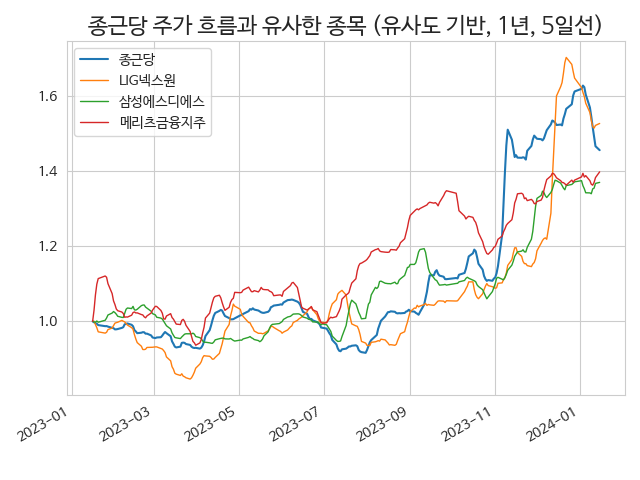 종근당 주가 흐름과 유사한 종목 (유사도 기반, 1년, 5일선)
종근당
LIG넥스원
삼성에스디에스
메리츠금융지주
1.6
1.4
1.2
1.0
2023-01
2023-03
2023-05
2023-07
2023-09
2023-11
2024-01